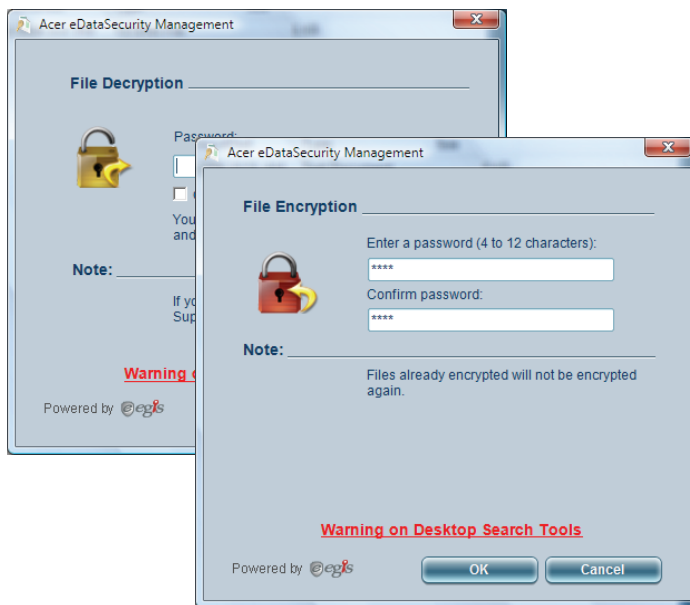 Acer eDataSecurity Management
File Decryption
Password:
You
and
Note:
If you
Sup
Warning
Powered by egis
Acer eDataSecurity Management
File Encryption
Enter a password (4 to 12 characters):
****
Confirm password:
****
Note:
Files already encrypted will not be encrypted
again.
Warning on Desktop Search Tools
Powered by egis
OK
Cancel